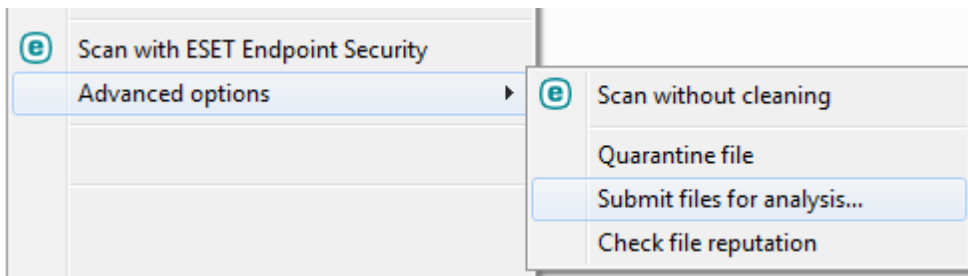 Scan with ESET Endpoint Security
Advanced options
Scan without cleaning
Quarantine file
Submit files for analysis...
Check file reputation